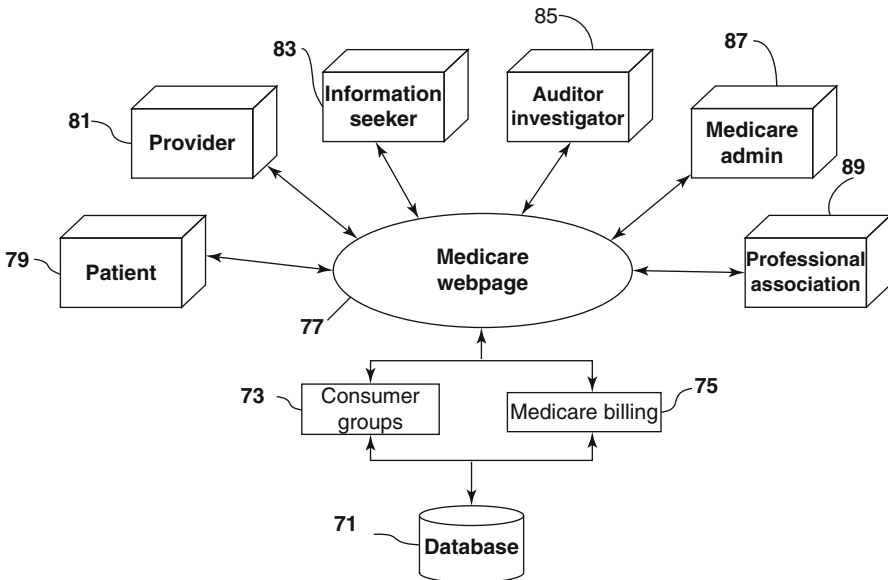 85
83
87
Information
seeker
Auditor
investigator
81
Provider
Medicare
admin
89
79
Patient
Medicare
webpage
Professional
association
77
73
Consumer
groups
Medicare billing
75
71
Database